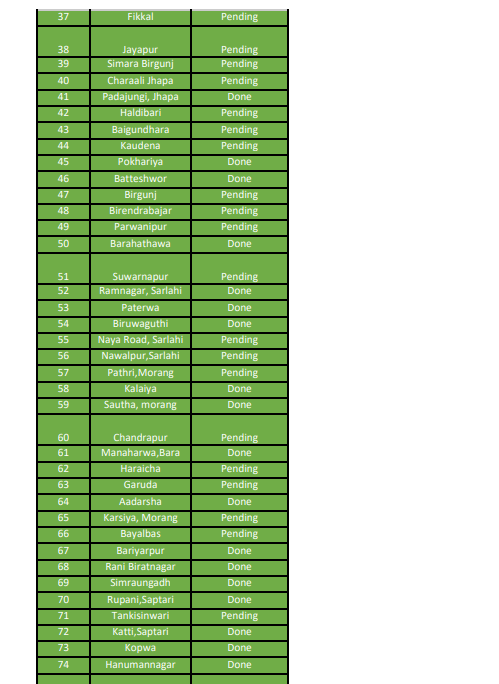 37 Fikkal Pending
38 Jayapur Pending
39 Simara Birgunj Pending
40 Charaali Jhapa Pending
41 Padajungi, Jhapa Done
42 Haldibari Pending
43 Baigundhara Pending
44 Kaudena Pending
45 Pokhariya Done
46 Batteshwor Done
47 Birgunj Pending
48 Birendrabajar Pending
49 Parwanipur Pending
50 Barahathawa Done
51 Suwarnapur Pending
52 Ramnagar, Sarlahi Done
53 Paterwa Done
54 Biruwaguthi Done
55 Naya Road, Sarlahi Pending
56 Nawalpur,Sarlahi Pending
57 Pathri,Morang Pending
58 Kalaiya Done
59 Sautha, morang Done
60 Chandrapur Pending
61 Manaharwa,Bara Done
62 Haraicha Pending
63 Garuda Pending
64 Aadarsha Done
65 Karsiya, Morang Pending
66 Bayalbas Pending
67 Bariyarpur Done
68 Rani Biratnagar Done
69 Simraungadh Done
70 Rupani,Saptari Done
71 Tankisinwari Pending
72 Katti,Saptari Done
73 Kopwa Done
74 Hanumannagar Done